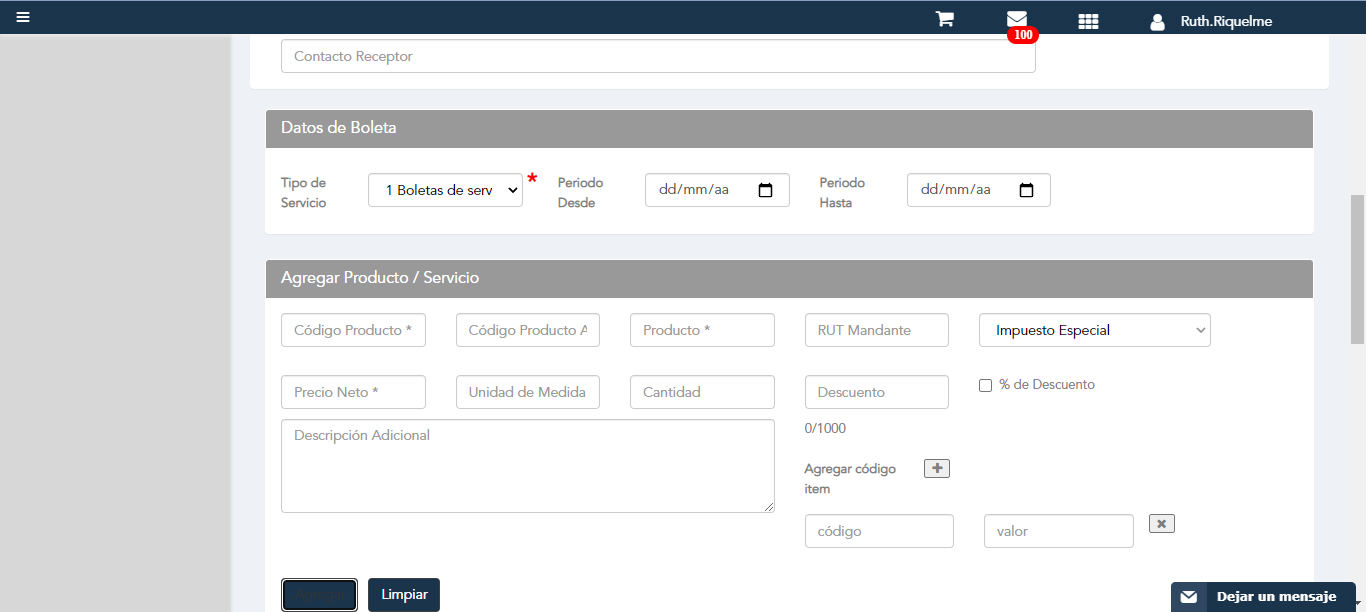 100
Ruth.Riquelme
Contacto Receptor
Datos de Boleta
Tipo de
Servicio
1 Boletas de serv
*
Periodo
Desde
dd/mm/aa
Periodo
Hasta
dd/mm/aa
Agregar Producto / Servicio
Código Producto *
Código Producto A
Producto *
RUT Mandante
Impuesto Especial
Precio Neto *
Unidad de Medida
Cantidad
Descuento
% de Descuento
Descripción Adicional
0/1000
Agregar código
item
código
valor
Agregar
Limpiar
Dejar un mensaje